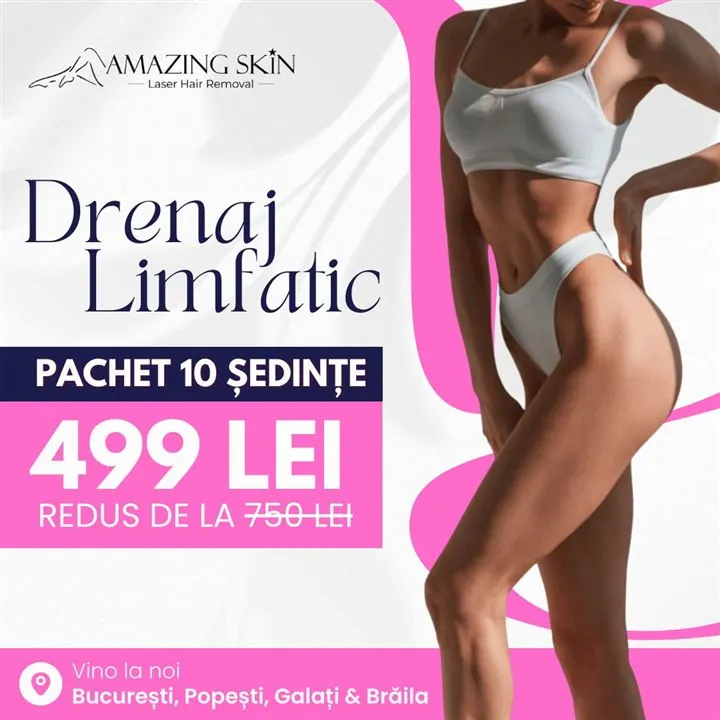 AMAZING SKIN
Laser Hair Removal
Drenaj
Limfatic
PACHET 10 ȘEDINȚE
499 LEI
REDUS DE LA 750 LEI
Vino la noi
București, Popești, Galați & Brăila